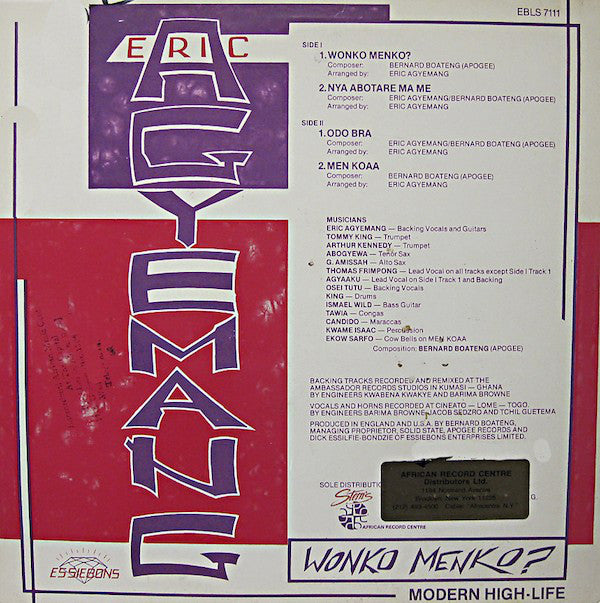 EBLS 7111
ERIC
AGYEMANG
SIDE I
1. WONKO MENKO?
Composer: BERNARD BOATENG (APOGEE)
Arranged by: ERIC AGYEMANG
2. NYA ABOTARE MA ME
Composer: ERIC AGYEMANG/BERNARD BOATENG (APOGEE)
Arranged by: ERIC AGYEMANG
SIDE II
1. ODO BRA
Composer: ERIC AGYEMANG/BERNARD BOATENG (APOGEE)
Arranged by: ERIC AGYEMANG
2. MEN KOAA
Composer: BERNARD BOATENG (APOGEE)
Arranged by: ERIC AGYEMANG
MUSICIANS
ERIC AGYEMANG — Backing Vocals and Guitars
TOMMY KING — Trumpet
ARTHUR KENNEDY — Trumpet
ABOGYEWA — Tenor Sax
G. AMISSAH — Alto Sax
THOMAS FRIMPONG — Lead Vocal on all tracks except Side I Track 1
AGYAAKU — Lead Vocal on Side I Track 1 and Backing
OSEI TUTU — Backing Vocals
KING — Drums
ISMAEL WILD — Bass Guitar
TAWIA — Congas
CANDIDO — Maraccas
KWAME ISAAC — Percussion
EKOW SARFO — Cow Bells on MEN KOAA
Composition: BERNARD BOATENG (APOGEE)
BACKING TRACKS RECORDED AND REMIXED AT THE
AMBASSADOR RECORDS STUDIOS IN KUMASI - GHANA
BY ENGINEERS KWABENA KWAKYE AND BARIMA BROWNE
VOCALS AND HORNS RECORDED AT CINEATO — LOME — TOGO.
BY ENGINEERS BARIMA BROWNE, JACOB SEDZRO AND TCHIL GUETEMA
PRODUCED IN ENGLAND AND U.S.A. BY BERNARD BOATENG,
MANAGING PROPRIETOR, SOLID STATE, APOGEE RECORDS AND
DICK ESSILFIE-BONDZIE OF ESSIEBONS ENTERPRISES LIMITED.
SOLE DISTRIBUTION
Stern's
AFRICAN RECORD CENTRE
AFRICAN RECORD CENTRE
Distributors Ltd.
1194 Nostrand Avenue
Brooklyn, New York 11225
G.
ESSIEBONS
WONKO MENKO?
MODERN HIGH-LIFE